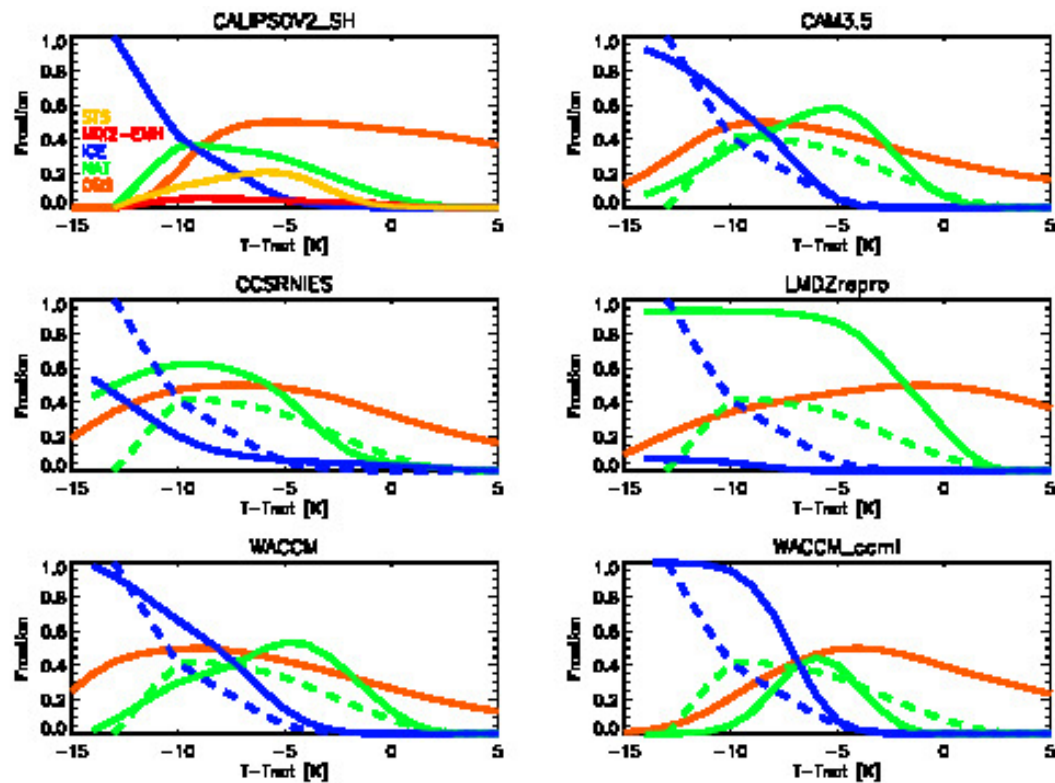 CALIPSOV2_SH
Fraction
1.0
0.8
0.6
0.4
0.2
0.0
STS
MIX2-ENH
ICE
NAT
-15 -10 -5 0 5
T-Tnat [K]
CAM3.5
Fraction
1.0
0.8
0.6
0.4
0.2
0.0
-15 -10 -5 0 5
T-Tnat [K]
CCSRNIES
Fraction
1.0
0.8
0.6
0.4
0.2
0.0
-15 -10 -5 0 5
T-Tnat [K]
LMDZrepro
Fraction
1.0
0.8
0.6
0.4
0.2
0.0
-15 -10 -5 0 5
T-Tnat [K]
WACCM
Fraction
1.0
0.8
0.6
0.4
0.2
0.0
-15 -10 -5 0 5
T-Tnat [K]
WACCM_ccmi
Fraction
1.0
0.8
0.6
0.4
0.2
0.0
-15 -10 -5 0 5
T-Tnat [K]